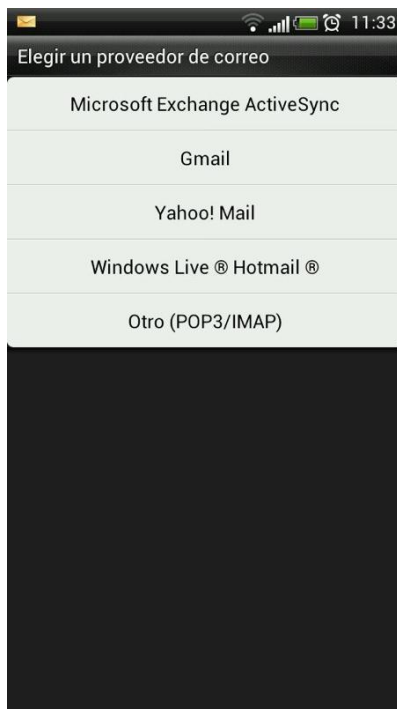 11:33
Elegir un proveedor de correo
Microsoft Exchange ActiveSync
Gmail
Yahoo! Mail
Windows Live ® Hotmail ®
Otro (POP3/IMAP)